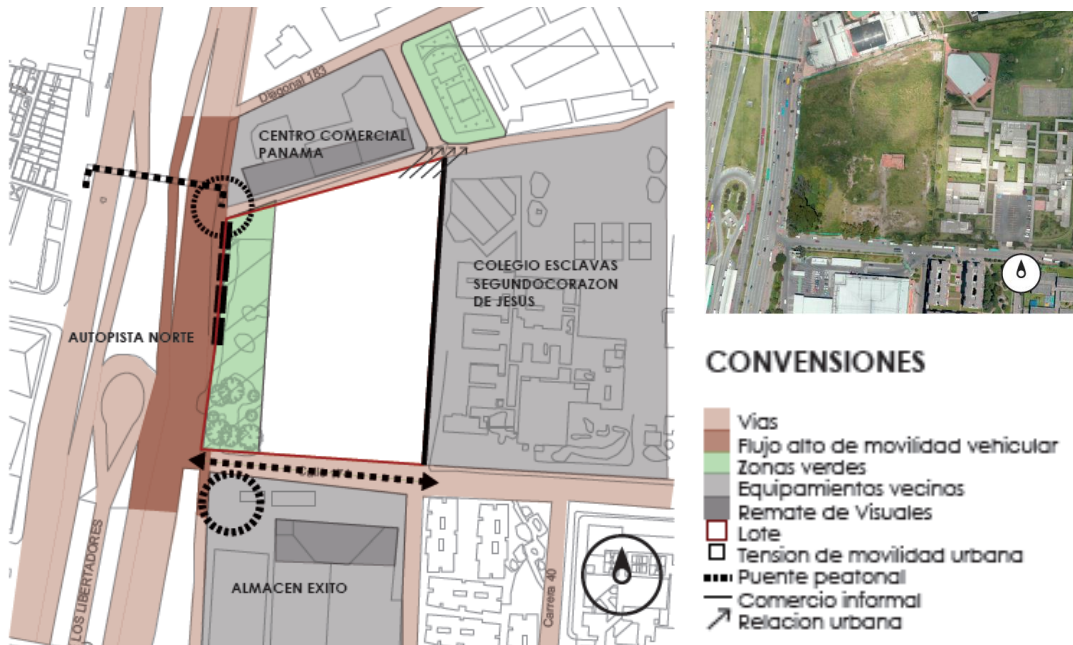 Diagonal 183
CENTRO COMERCIAL
PANAMA
COLEGIO ESCLAVAS
SEGUNDOCORAZON
DE JESUS
AUTOPISTA NORTE
LOS LIBERTADORES
ALMACEN EXITO
Carrera 40
CONVENSIONES
Vias
Flujo alto de movilidad vehicular
Zonas verdes
Equipamientos vecinos
Remate de Visuales
Lote
Tension de movilidad urbana
Puente peatonal
Comercio informal
Relacion urbana